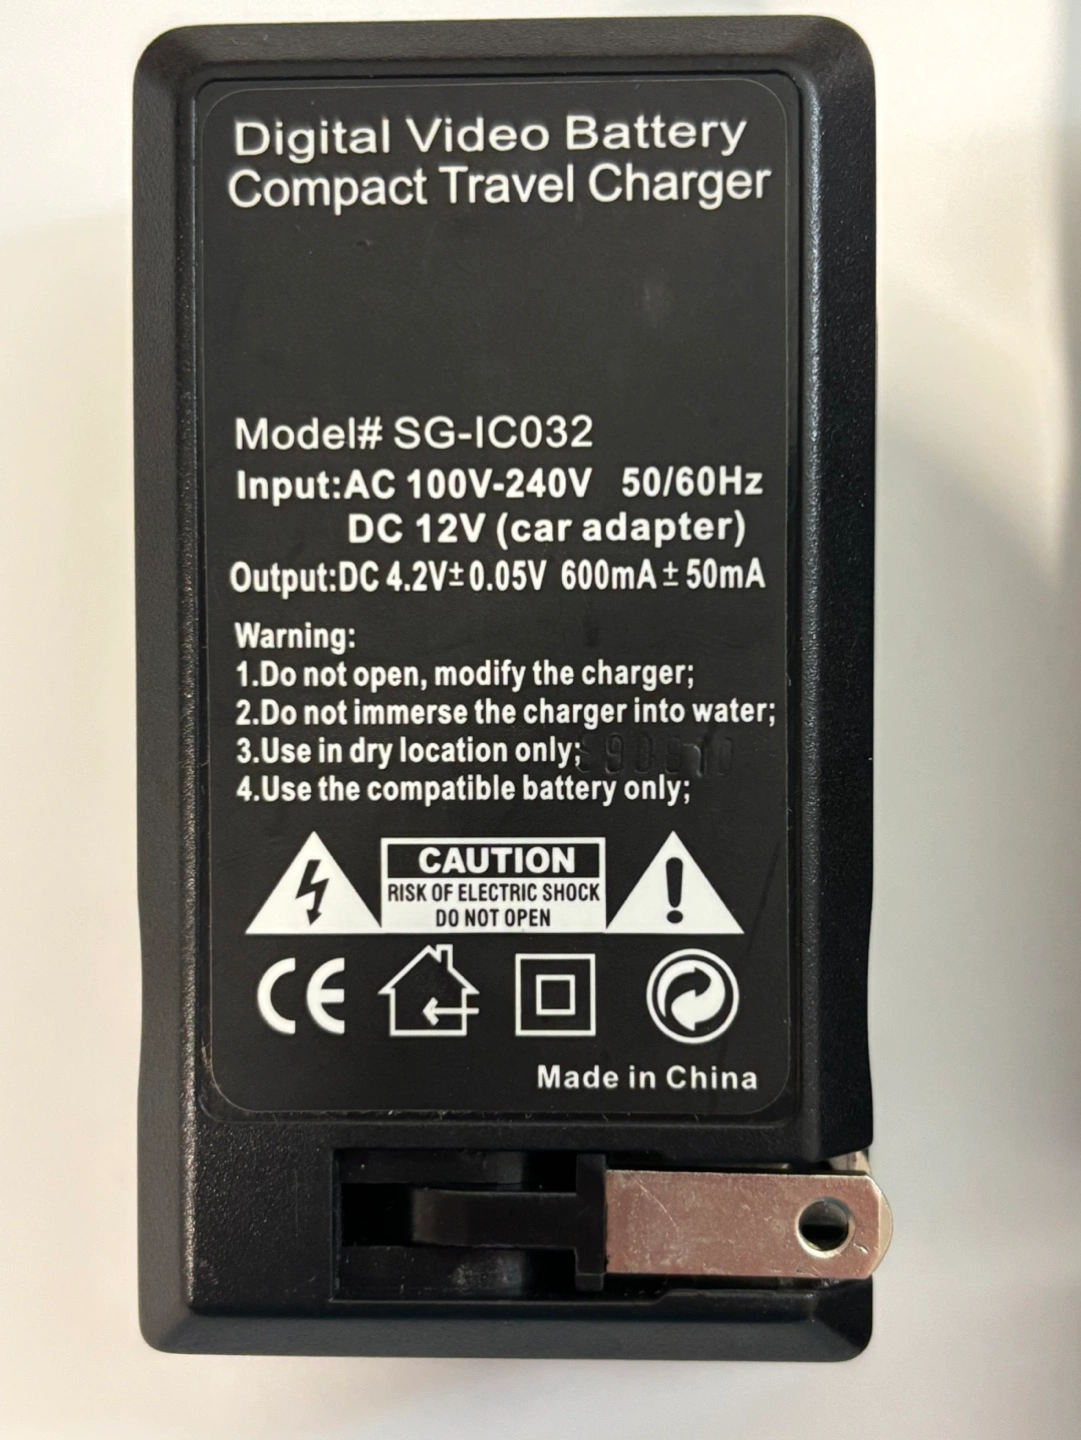 Digital Video Battery
Compact Travel Charger
Model# SG-IC032
Input:AC 100V-240V 50/60Hz
DC 12V (car adapter)
Output:DC 4.2V±0.05V 600mA±50mA
Warning:
1.Do not open, modify the charger;
2.Do not immerse the charger into water;
3.Use in dry location only;
4.Use the compatible battery only;
CAUTION
RISK OF ELECTRIC SHOCK
DO NOT OPEN
CE
Made in China